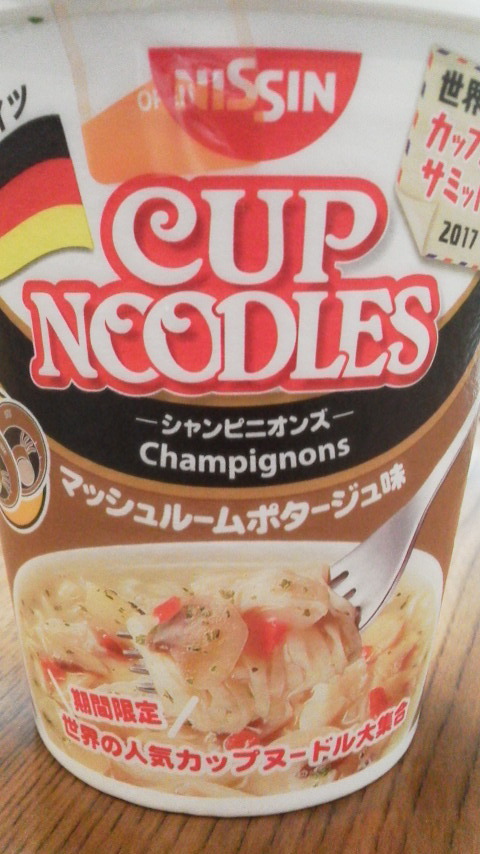 NISSIN
世界
カップ
サミット
2017
CUP
NOODLES
シャンピニオンズ
Champignons
マッシュルームポタージュ味
期間限定
世界の人気カップヌードル大集合